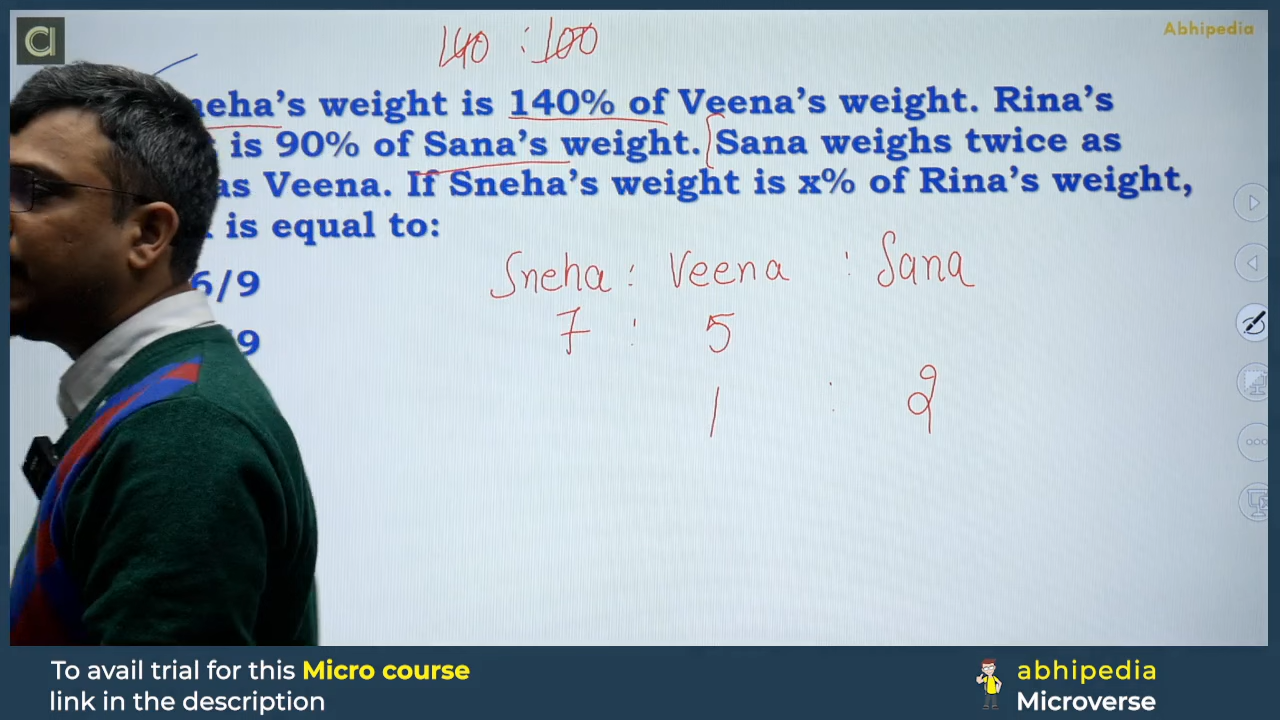 Abhipedia
140 : 100
neha's weight is 140% of Veena's weight. Rina's
is 90% of Sana's weight. Sana weighs twice as
as Veena. If Sneha's weight is x% of Rina's weight,
is equal to:
6/9
9
Sneha : Veena : Sana
7 : 5
1 : 2
To avail trial for this Micro course
link in the description
abhipedia
Microverse